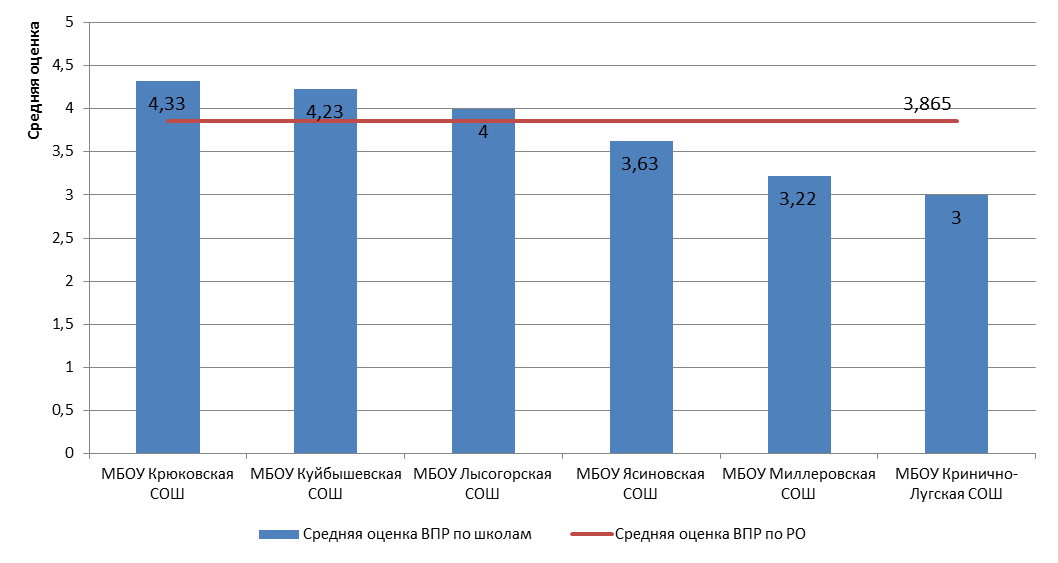 Средняя оценка
5
4,5
4
3,5
3
2,5
2
1,5
1
0,5
0
4,33
4,23
4
3,63
3,22
3
3,865
МБОУ Крюковская
СОШ
МБОУ Куйбышевская
СОШ
МБОУ Лысогорская
СОШ
МБОУ Ясиновская
СОШ
МБОУ Миллеровская
СОШ
МБОУ Кринично-
Лугская СОШ
Средняя оценка ВПР по школам
Средняя оценка ВПР по РО